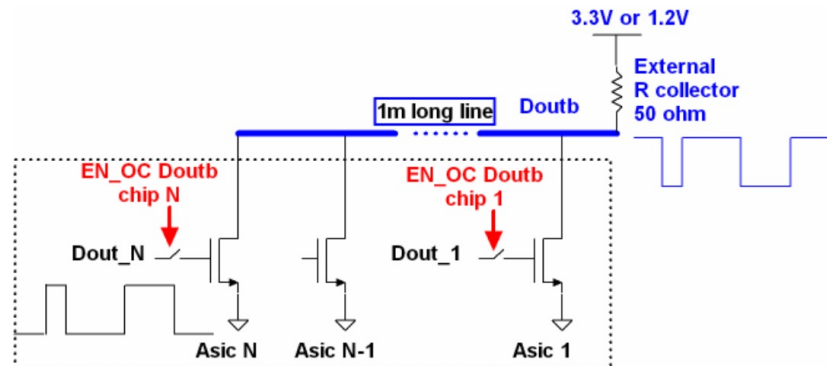 3.3V or 1.2V
External
R collector
50 ohm
1m long line
Doutb
EN_OC Doutb
chip N
EN_OC Doutb
chip 1
Dout_N
Dout_1
Asic N
Asic N-1
Asic 1